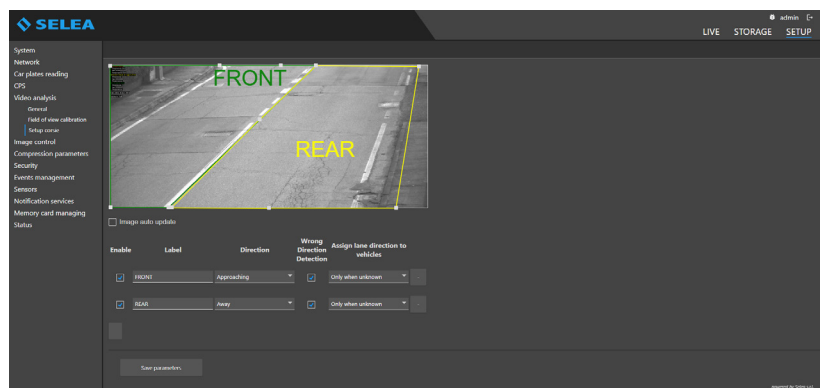 SELEA
admin
LIVE STORAGE SETUP
System
Network
Car plates reading
CPS
Video analysis
General
Field of view calibration
Setup corsie
Image control
Compression parameters
Security
Events management
Sensors
Notification services
Memory card managing
Status
FRONT
REAR
Image auto update
Enable Label Direction Wrong Direction Detection Assign lane direction to vehicles
FRONT Approaching Only when unknown
REAR Away Only when unknown
Save parameters